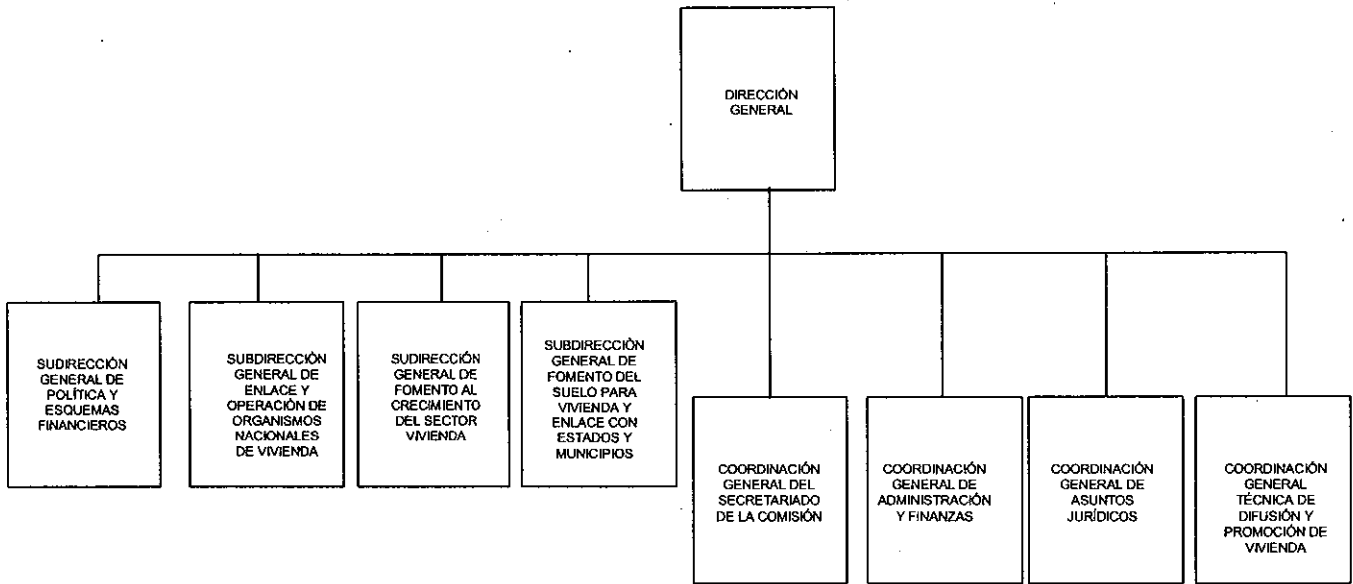 DIRECCIÓN
GENERAL
SUDIRECCIÓN
GENERAL DE
POLÍTICA Y
ESQUEMAS
FINANCIEROS
SUBDIRECCIÓN
GENERAL DE
ENLACE Y
OPERACIÓN DE
ORGANISMOS
NACIONALES
DE VIVIENDA
SUDIRECCIÓN
GENERAL DE
FOMENTO AL
CRECIMIENTO
DEL SECTOR
VIVIENDA
SUBDIRECCIÓN
GENERAL DE
FOMENTO DEL
SUELO PARA
VIVIENDA Y
ENLACE CON
ESTADOS Y
MUNICIPIOS
COORDINACIÓN
GENERAL DEL
SECRETARIADO
DE LA COMISIÓN
COORDINACIÓN
GENERAL DE
ADMINISTRACIÓN
Y FINANZAS
COORDINACIÓN
GENERAL DE
ASUNTOS
JURÍDICOS
COORDINACIÓN
GENERAL
TÉCNICA DE
DIFUSIÓN Y
PROMOCIÓN DE
VIVIENDA